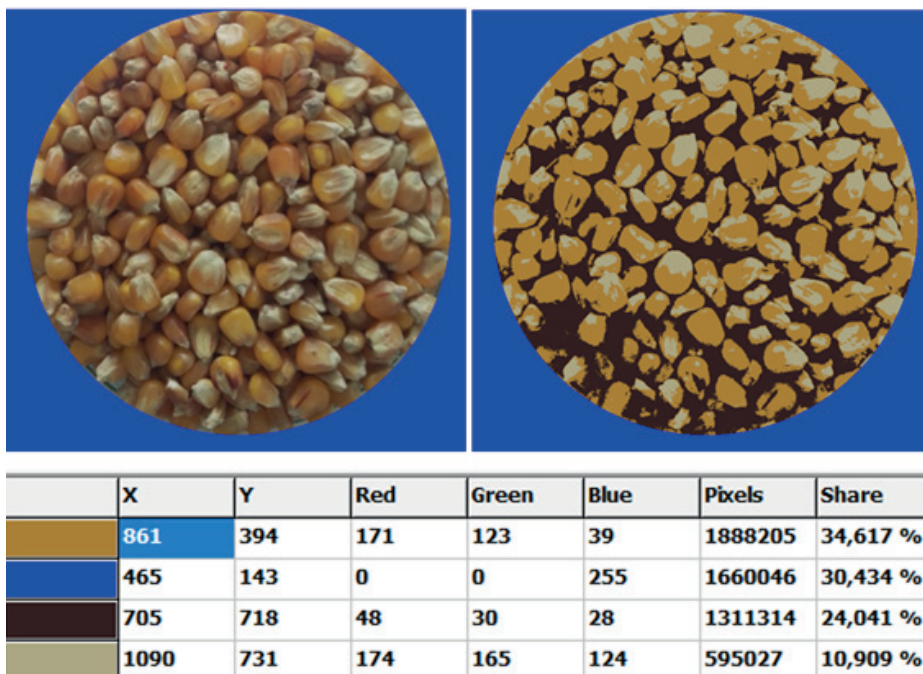 X Y Red Green Blue Pixels Share
861 394 171 123 39 1888205 34,617 %
465 143 0 0 255 1660046 30,434 %
705 718 48 30 28 1311314 24,041 %
1090 731 174 165 124 595027 10,909 %